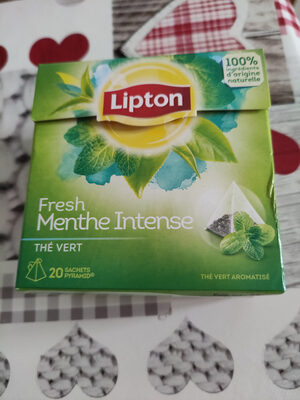 100%
ingrédients
d'origine
naturelle
Lipton
Fresh
Menthe Intense
THÉ VERT
20 SACHETS
PYRAMID®
THÉ VERT AROMATISÉ